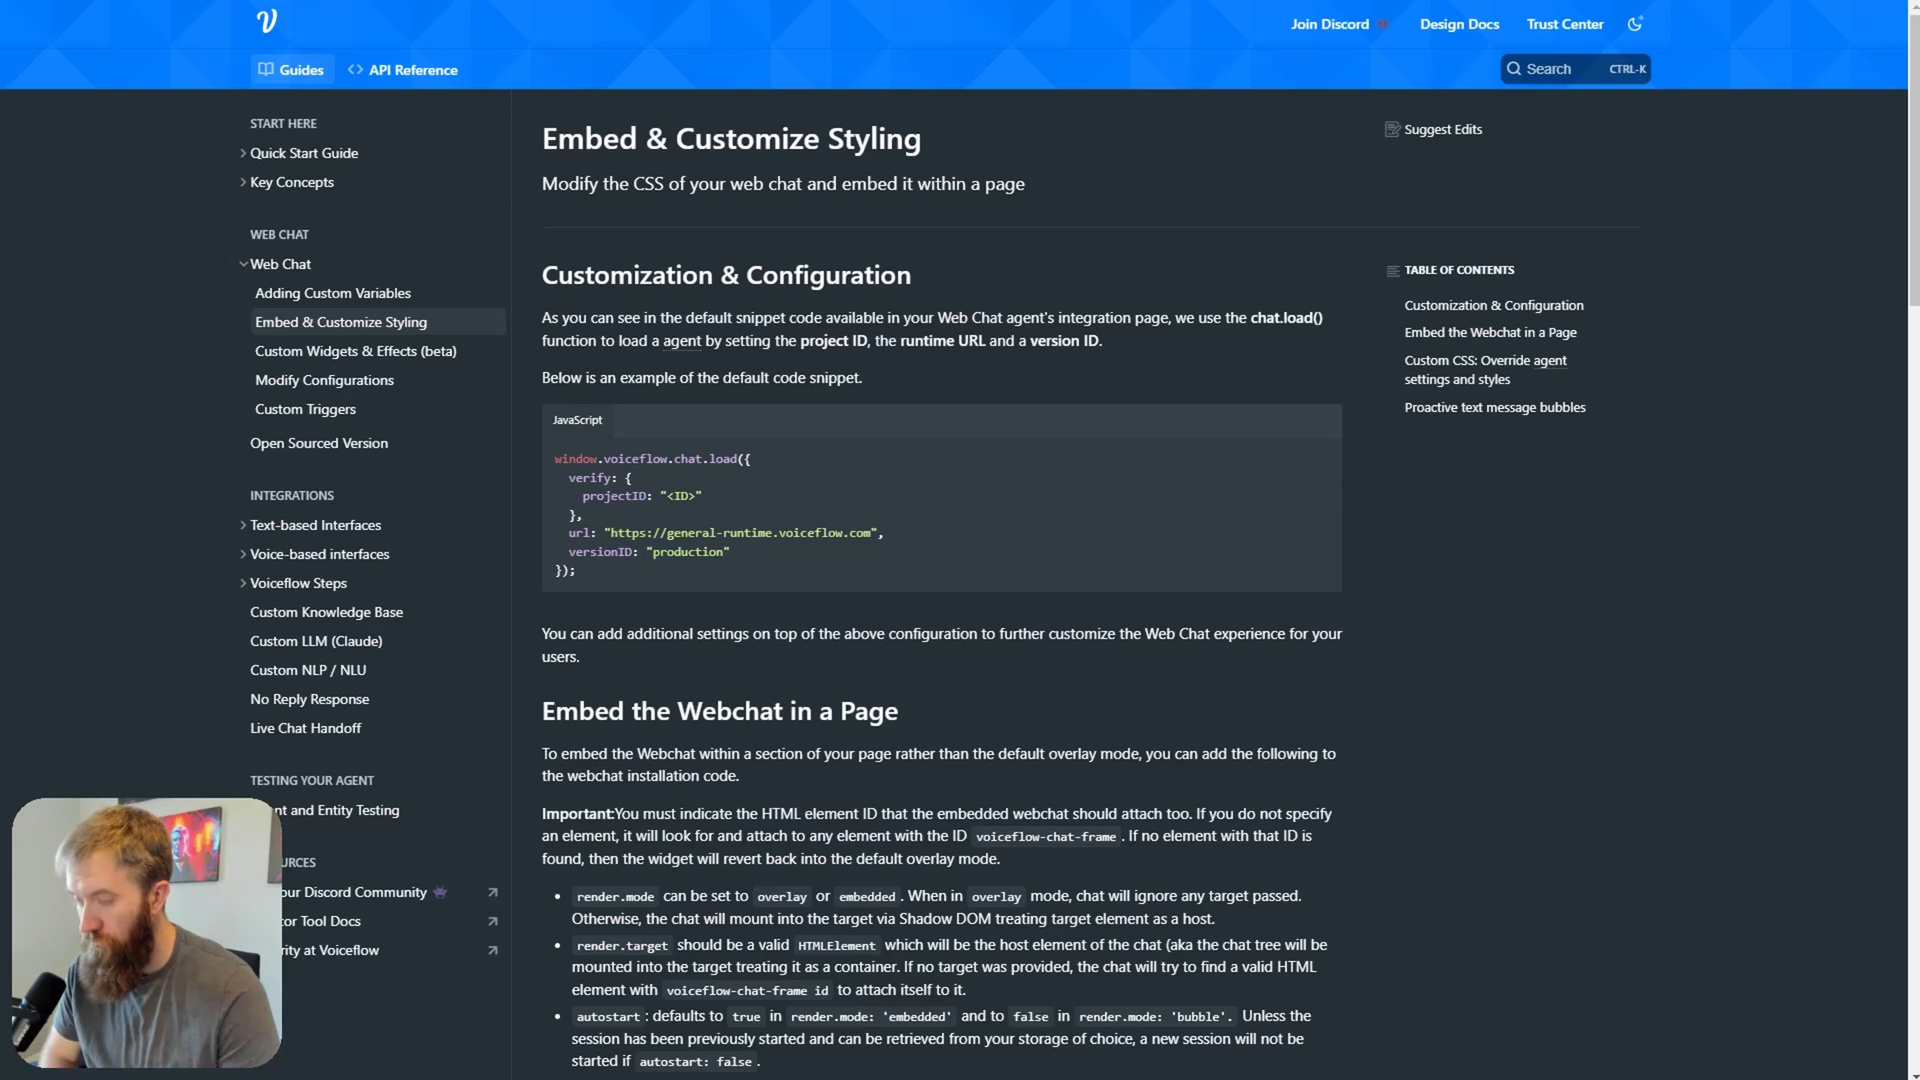 Join Discord
Design Docs
Trust Center
Guides
API Reference
Search
CTRL-K
START HERE
Quick Start Guide
Key Concepts
WEB CHAT
Web Chat
Adding Custom Variables
Embed & Customize Styling
Custom Widgets & Effects (beta)
Modify Configurations
Custom Triggers
Open Sourced Version
INTEGRATIONS
Text-based Interfaces
Voice-based interfaces
Voiceflow Steps
Custom Knowledge Base
Custom LLM (Claude)
Custom NLP / NLU
No Reply Response
Live Chat Handoff
TESTING YOUR AGENT
and Entity Testing
Discord Community
Tool Docs
at Voiceflow
Embed & Customize Styling
Modify the CSS of your web chat and embed it within a page
Customization & Configuration
As you can see in the default snippet code available in your Web Chat agent's integration page, we use the chat.load()
function to load a agent by setting the project ID, the runtime URL and a version ID.
Below is an example of the default code snippet.
JavaScript
window.voiceflow.chat.load({
verify: {
projectID: "<ID>"
},
url: "https://general-runtime.voiceflow.com",
versionID: "production"
});
You can add additional settings on top of the above configuration to further customize the Web Chat experience for your
users.
Embed the Webchat in a Page
To embed the Webchat within a section of your page rather than the default overlay mode, you can add the following to
the webchat installation code.
Important:You must indicate the HTML element ID that the embedded webchat should attach too. If you do not specify
an element, it will look for and attach to any element with the ID voiceflow-chat-frame . If no element with that ID is
found, then the widget will revert back into the default overlay mode.
• render.mode can be set to overlay or embedded . When in overlay mode, chat will ignore any target passed.
Otherwise, the chat will mount into the target via Shadow DOM treating target element as a host.
• render.target should be a valid HTMLElement which will be the host element of the chat (aka the chat tree will be
mounted into the target treating it as a container. If no target was provided, the chat will try to find a valid HTML
element with voiceflow-chat-frame id to attach itself to it.
• autostart : defaults to true in render.mode: 'embedded' and to false in render.mode: 'bubble'. Unless the
session has been previously started and can be retrieved from your storage of choice, a new session will not be
started if autostart: false .
Suggest Edits
TABLE OF CONTENTS
Customization & Configuration
Embed the Webchat in a Page
Custom CSS: Override agent
settings and styles
Proactive text message bubbles